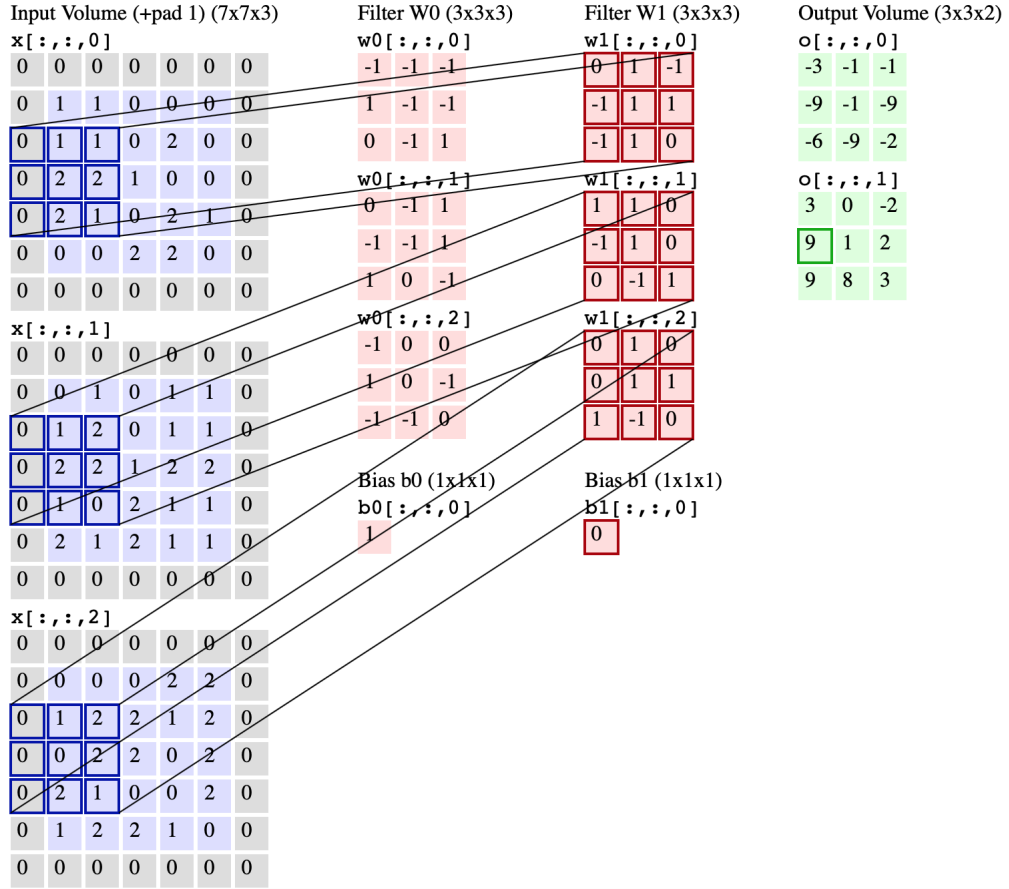 Input Volume (+pad 1) (7x7x3)
x[:,:,0]
0 0 0 0 0 0 0
0 1 1 0 0 0 0
0 1 1 0 2 0 0
0 2 2 1 0 0 0
0 2 1 0 2 1 0
0 0 0 2 2 0 0
0 0 0 0 0 0 0
x[:,:,1]
0 0 0 0 0 0 0
0 0 1 0 1 1 0
0 1 2 0 1 1 0
0 2 2 1 2 2 0
0 1 0 2 1 1 0
0 2 1 2 1 1 0
0 0 0 0 0 0 0
x[:,:,2]
0 0 0 0 0 0 0
0 0 0 0 2 2 0
0 1 2 2 1 2 0
0 0 2 2 0 2 0
0 2 1 0 0 2 0
0 1 2 2 1 0 0
0 0 0 0 0 0 0
Filter W0 (3x3x3)
w0[:,:,0]
-1 -1 -1
1 -1 -1
0 -1 1
w0[:,:,1]
0 -1 1
-1 -1 1
1 0 -1
w0[:,:,2]
-1 0 0
1 0 -1
-1 -1 0
Bias b0 (1x1x1)
b0[:,:,0]
1
Filter W1 (3x3x3)
w1[:,:,0]
0 1 -1
-1 1 1
-1 1 0
w1[:,:,1]
1 1 0
-1 1 0
0 -1 1
w1[:,:,2]
0 1 0
0 1 1
1 -1 0
Bias b1 (1x1x1)
b1[:,:,0]
0
Output Volume (3x3x2)
o[:,:,0]
-3 -1 -1
-9 -1 -9
-6 -9 -2
o[:,:,1]
3 0 -2
9 1 2
9 8 3